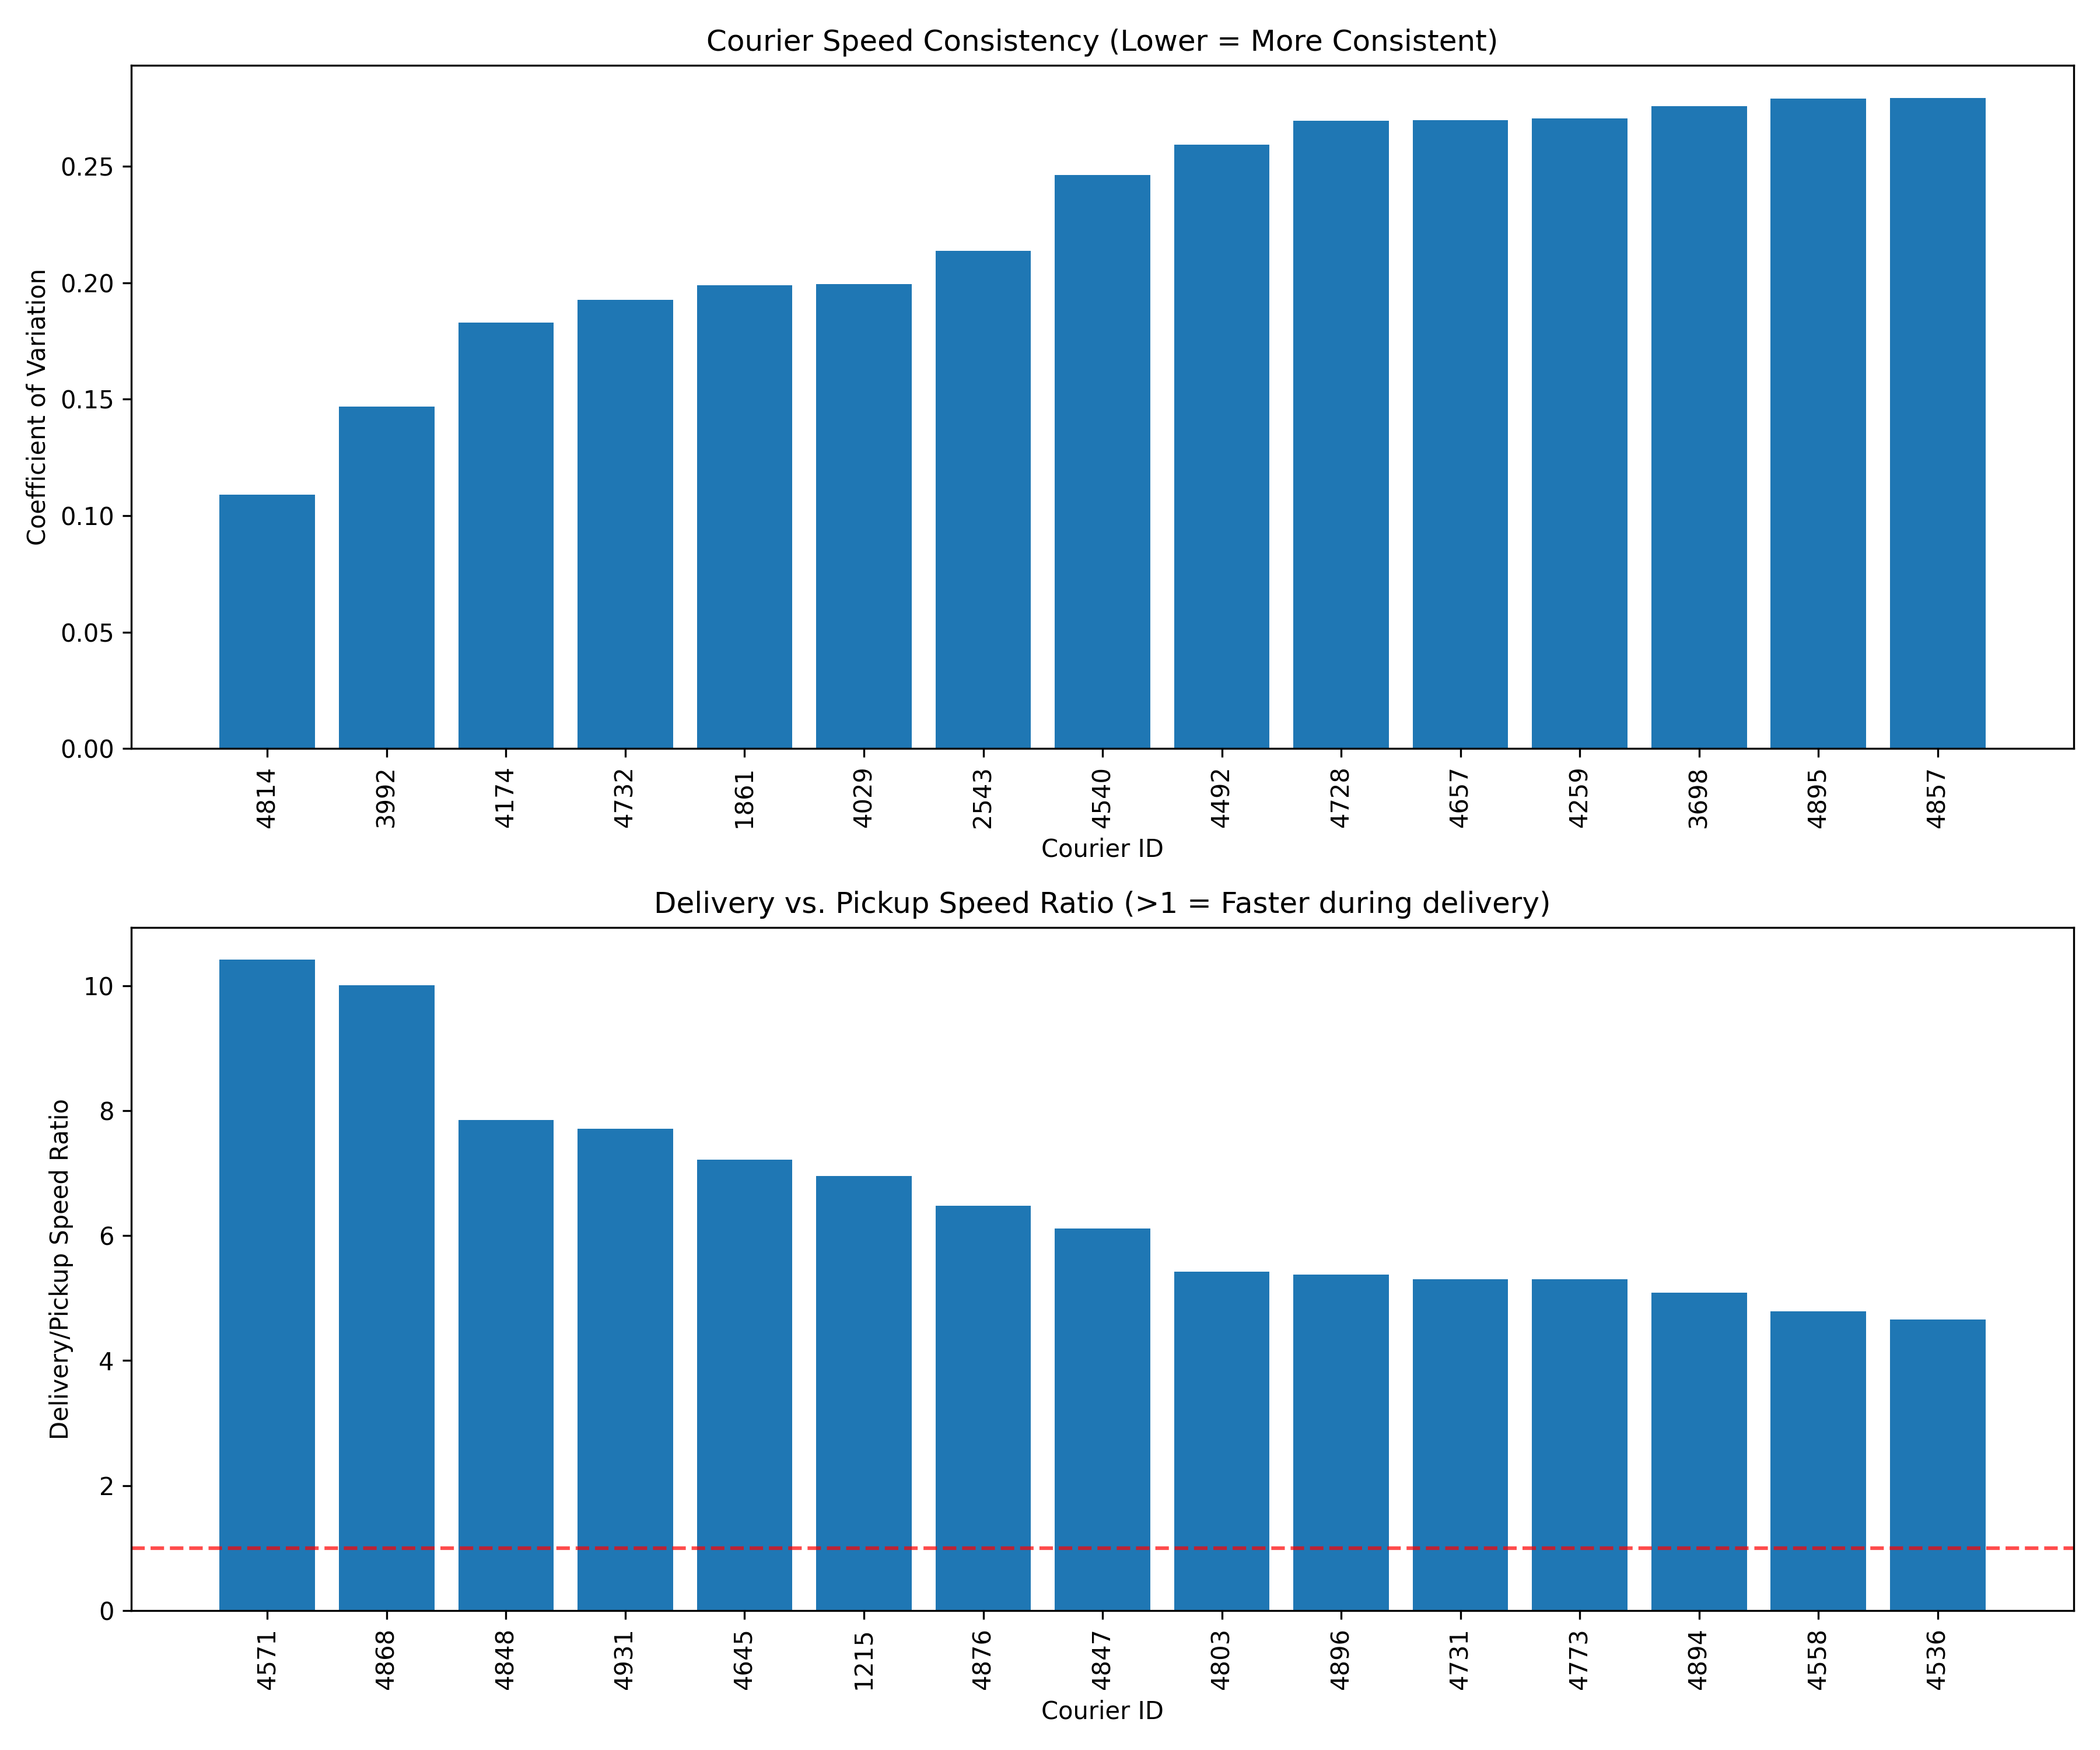 Courier Speed Consistency (Lower = More Consistent)
Coefficient of Variation
0.25
0.20
0.15
0.10
0.05
0.00
4814 3992 4174 4732 1861 4029 2543 4540 4492 4728 4657 4259 3698 4895 4857
Courier ID
Delivery vs. Pickup Speed Ratio (>1 = Faster during delivery)
Delivery/Pickup Speed Ratio
10
8
6
4
2
0
4571 4868 4848 4931 4645 1215 4876 4847 4803 4896 4731 4773 4894 4558 4536
Courier ID